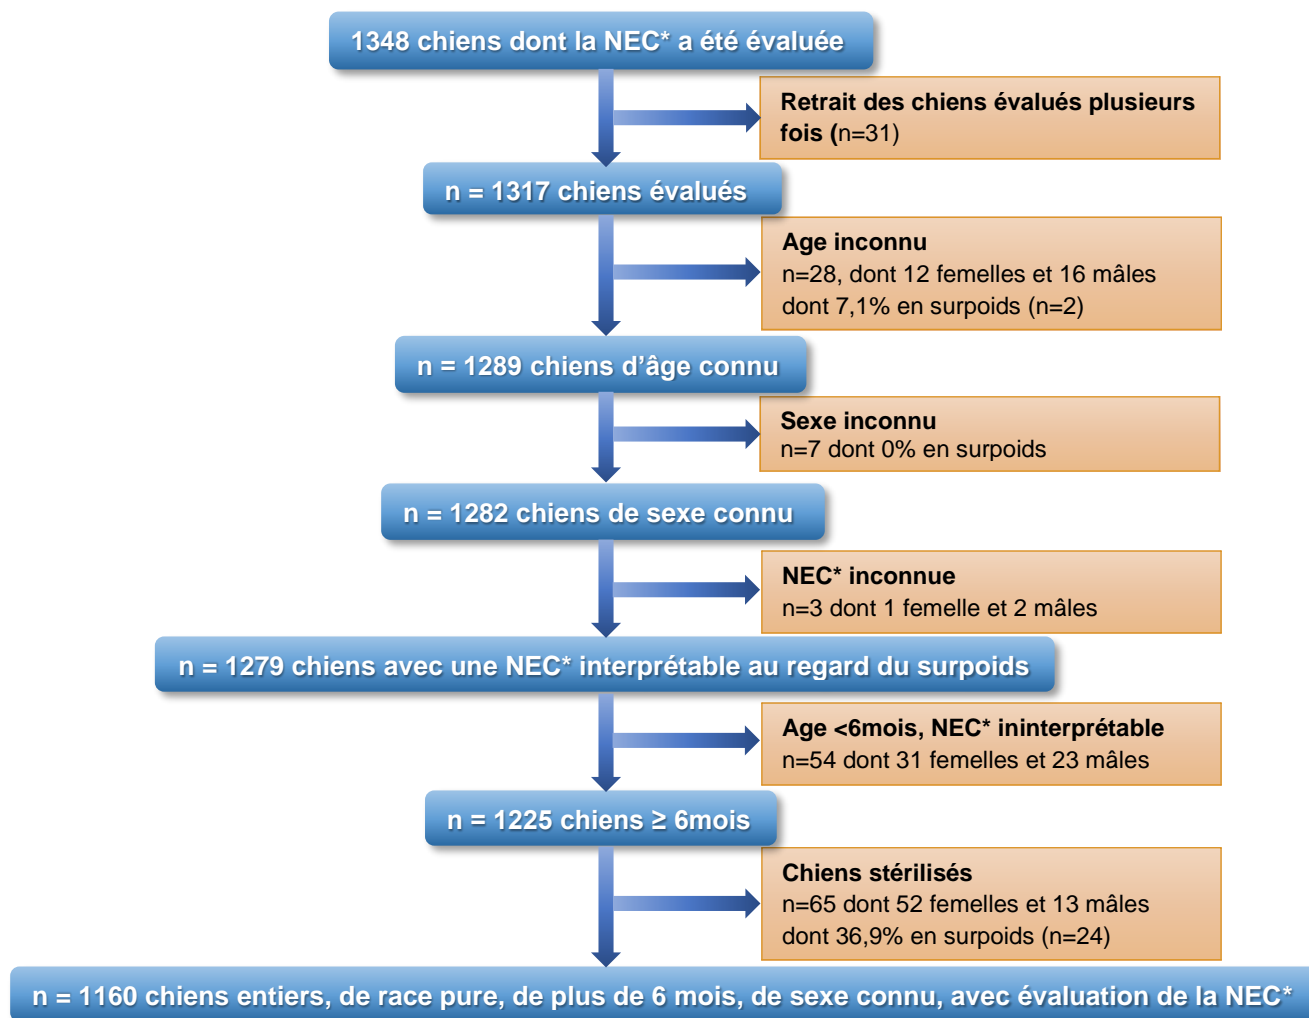 1348 chiens dont la NEC* a été évaluée
Retrait des chiens évalués plusieurs
fois (n=31)
n = 1317 chiens évalués
Age inconnu
n=28, dont 12 femelles et 16 mâles
dont 7,1% en surpoids (n=2)
n = 1289 chiens d’âge connu
Sexe inconnu
n=7 dont 0% en surpoids
n = 1282 chiens de sexe connu
NEC* inconnue
n=3 dont 1 femelle et 2 mâles
n = 1279 chiens avec une NEC* interprétable au regard du surpoids
Age <6mois, NEC* ininterprétable
n=54 dont 31 femelles et 23 mâles
n = 1225 chiens ≥ 6mois
Chiens stérilisés
n=65 dont 52 femelles et 13 mâles
dont 36,9% en surpoids (n=24)
n = 1160 chiens entiers, de race pure, de plus de 6 mois, de sexe connu, avec évaluation de la NEC*